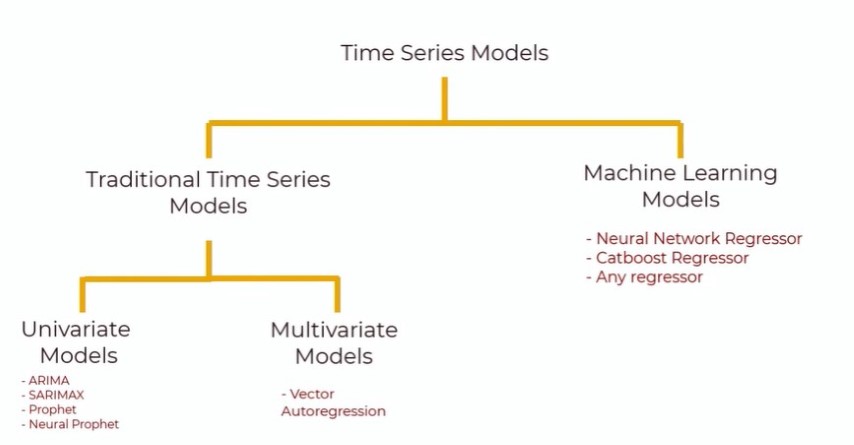 Time Series Models
Traditional Time Series
Models
Machine Learning
Models
- Neural Network Regressor
- Catboost Regressor
- Any regressor
Univariate
Models
- ARIMA
- SARIMAX
- Prophet
- Neural Prophet
Multivariate
Models
- Vector
Autoregression